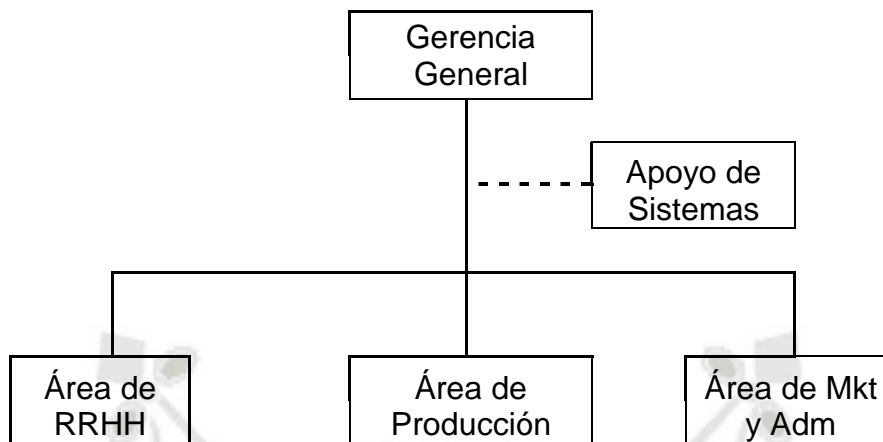 Gerencia
General
Apoyo de
Sistemas
Área de
RRHH
Área de
Producción
Área de Mkt
y Adm